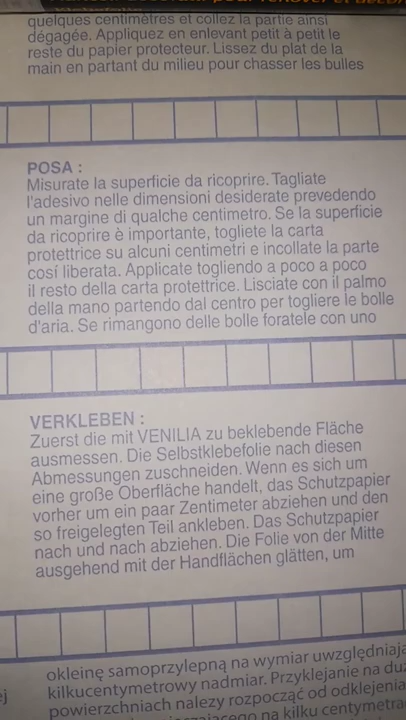 quelques centimètres et collez la partie ainsi
dégagée. Appliquez en enlevant petit à petit le
reste du papier protecteur. Lissez du plat de la
main en partant du milieu pour chasser les bulles
POSA :
Misurate la superficie da ricoprire. Tagliate
l'adesivo nelle dimensioni desiderate prevedendo
un margine di qualche centimetro. Se la superficie
da ricoprire è importante, togliete la carta
protettrice su alcuni centimetri e incollate la parte
cosí liberata. Applicate togliendo a poco a poco
il resto della carta protettrice. Lisciate con il palmo
della mano partendo dal centro per togliere le bolle
d'aria. Se rimangono delle bolle foratele con uno
VERKLEBEN :
Zuerst die mit VENILIA zu beklebende Fläche
ausmessen. Die Selbstklebefolie nach diesen
Abmessungen zuschneiden. Wenn es sich um
eine große Oberfläche handelt, das Schutzpapier
vorher um ein paar Zentimeter abziehen und den
so freigelegten Teil ankleben. Das Schutzpapier
nach und nach abziehen. Die Folie von der Mitte
ausgehend mit der Handflächen glätten, um
okleinę samoprzylepną na wymiar uwzględniają
kilkucentymetrowy nadmiar. Przyklejanie na du
ej powierzchniach nalezy rozpocząć od odklejenia
na kilku centymetra